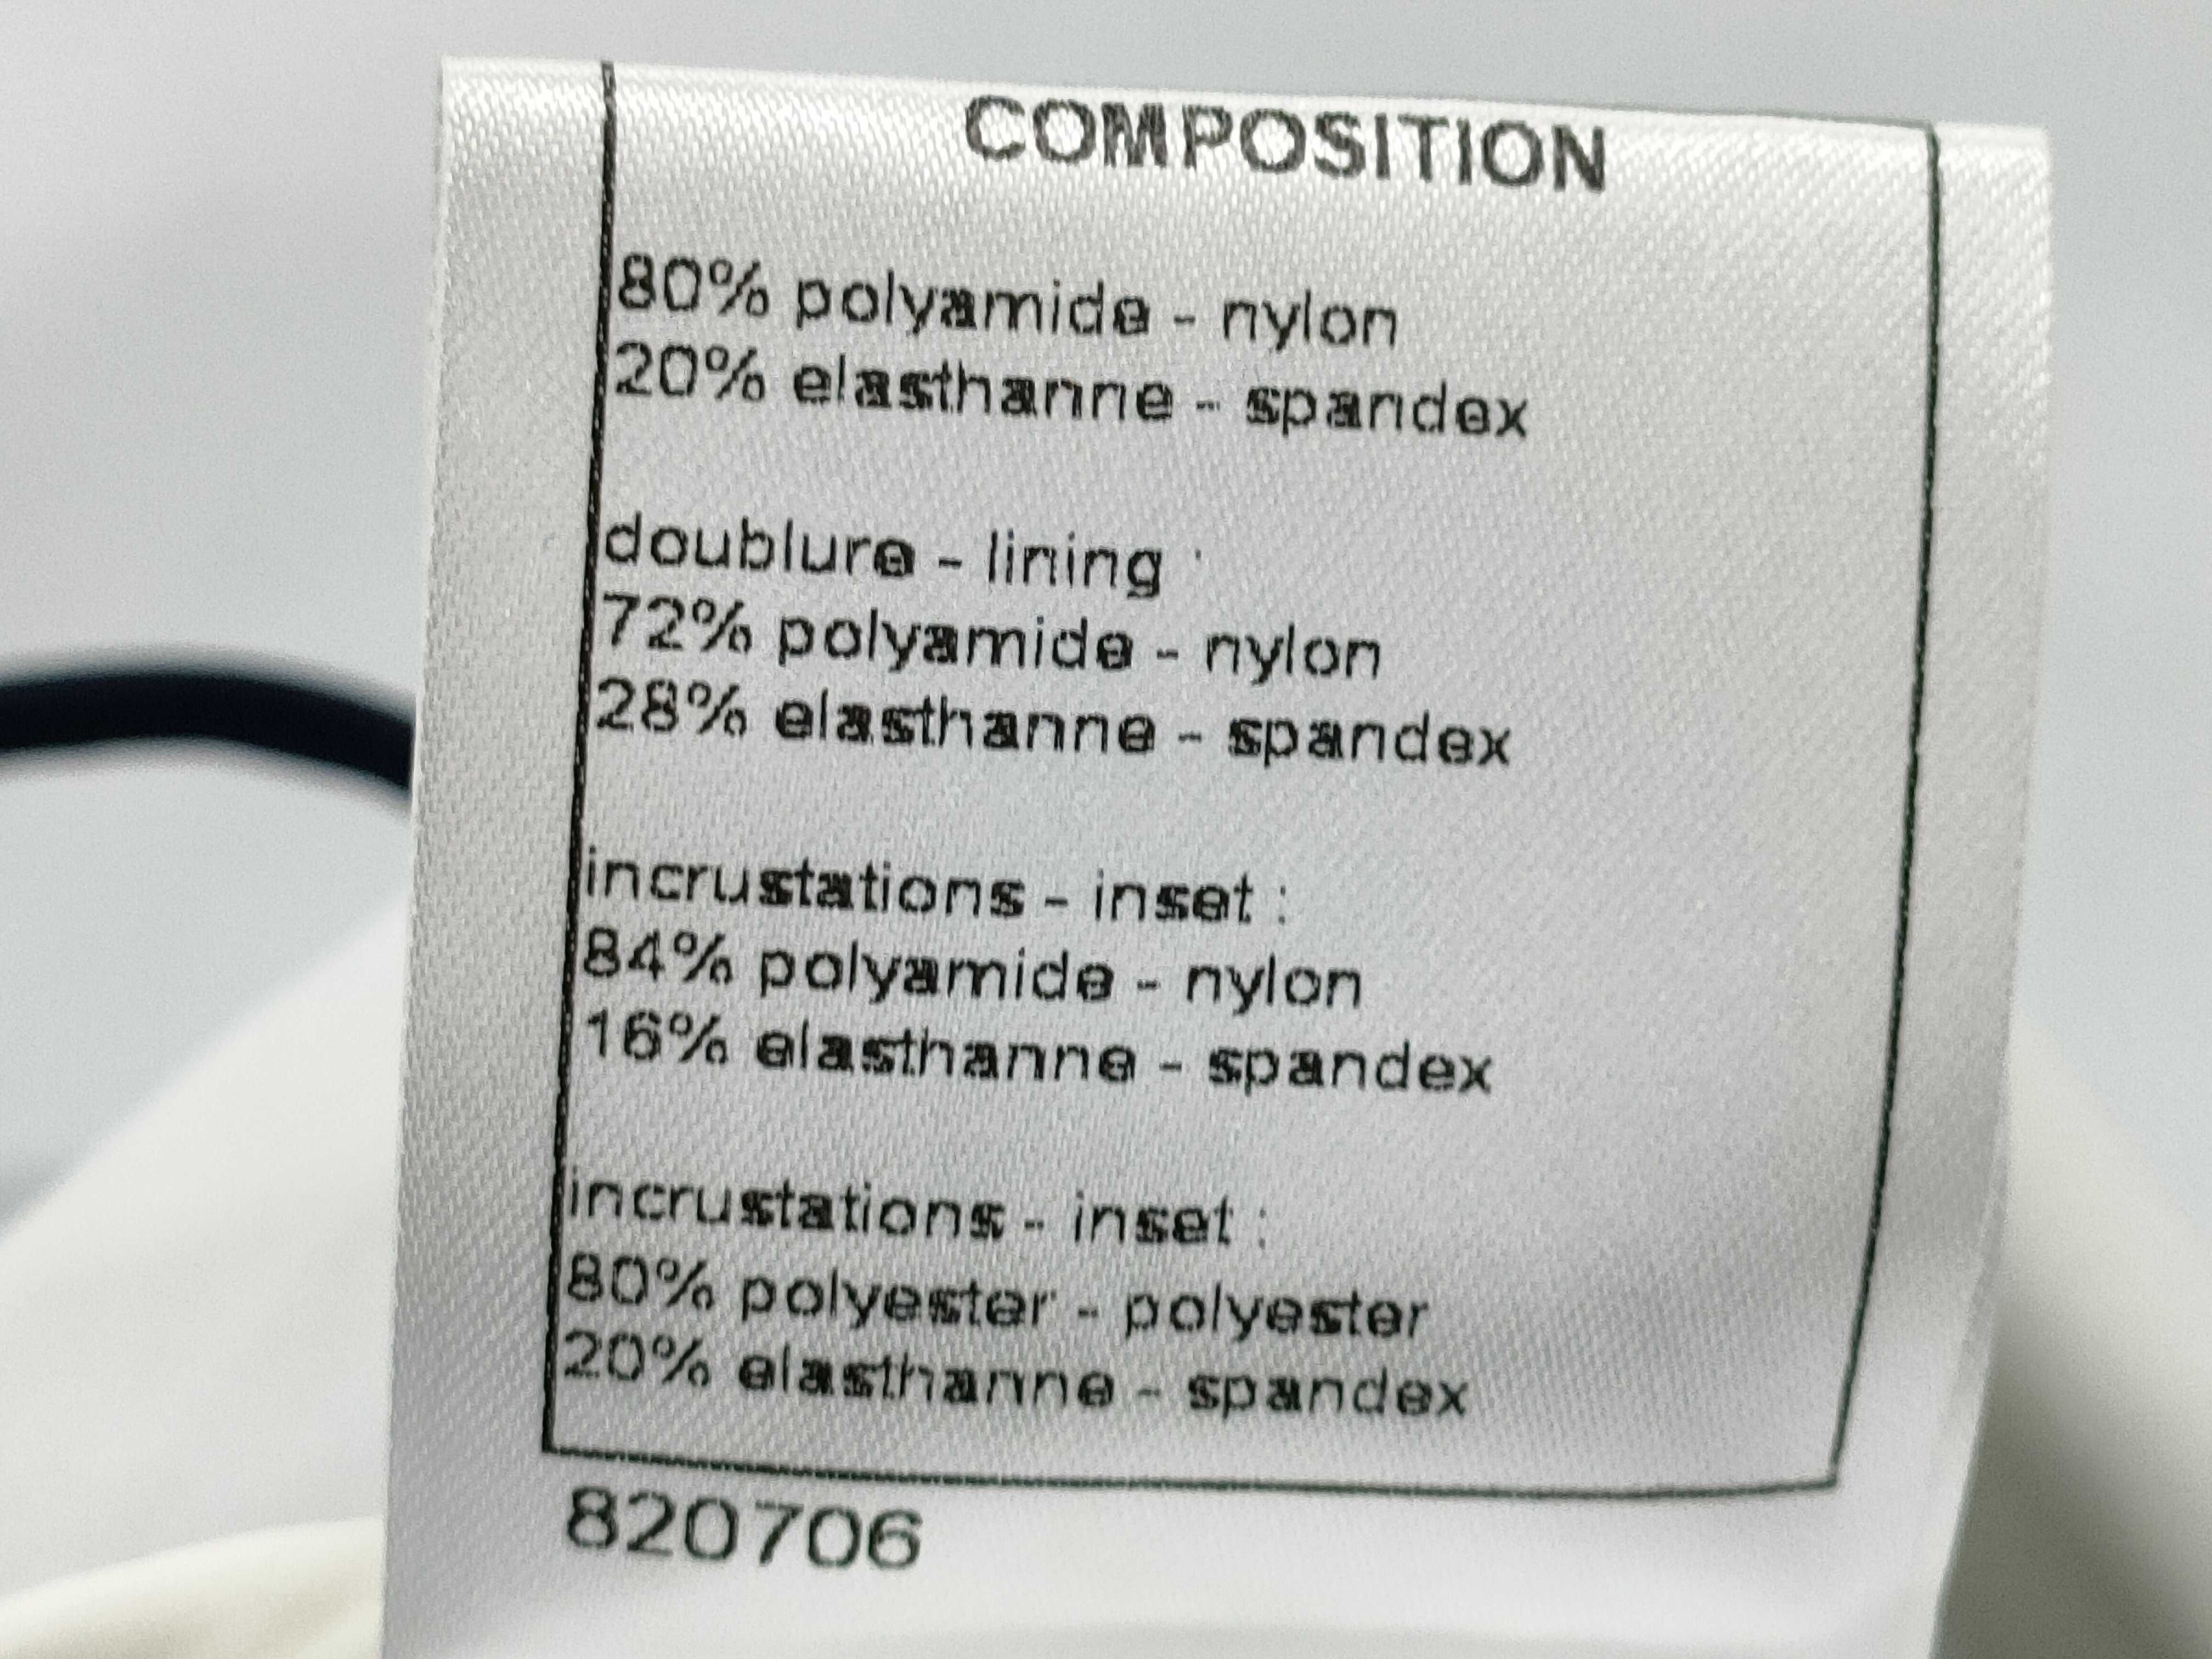 COMPOSITION
80% polyamide - nylon
20% elasthanne - spandex
doublure - lining :
72% polyamide - nylon
28% elasthanne - spandex
incrustations - inset :
84% polyamide - nylon
16% elasthanne - spandex
incrustations - inset :
80% polyester - polyester
20% elasthanne - spandex
820706